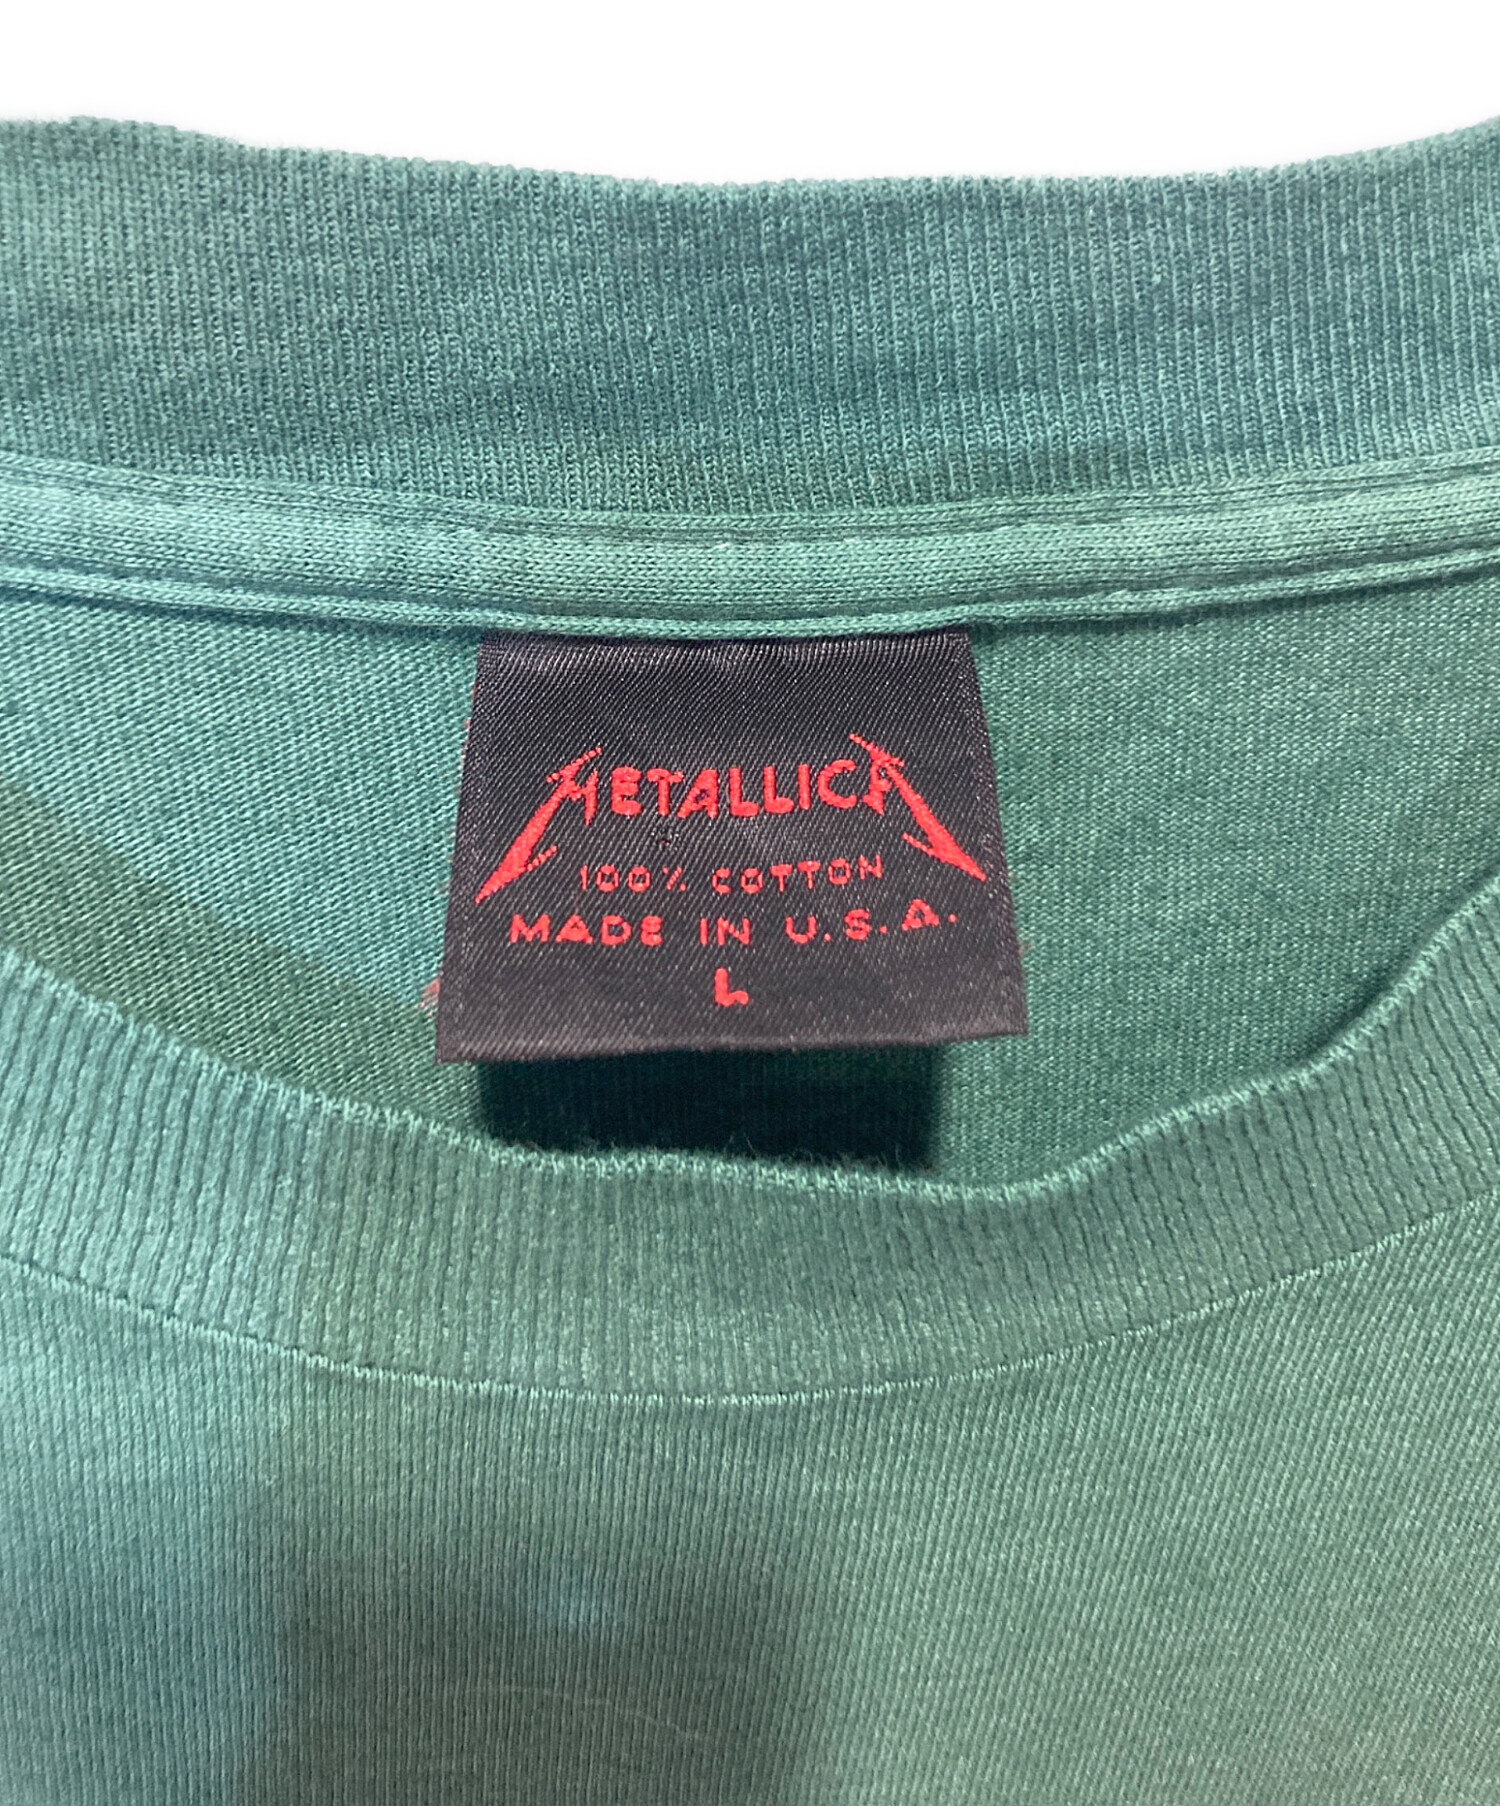 METALLICA
100% COTTON
MADE IN U.S.A.
L